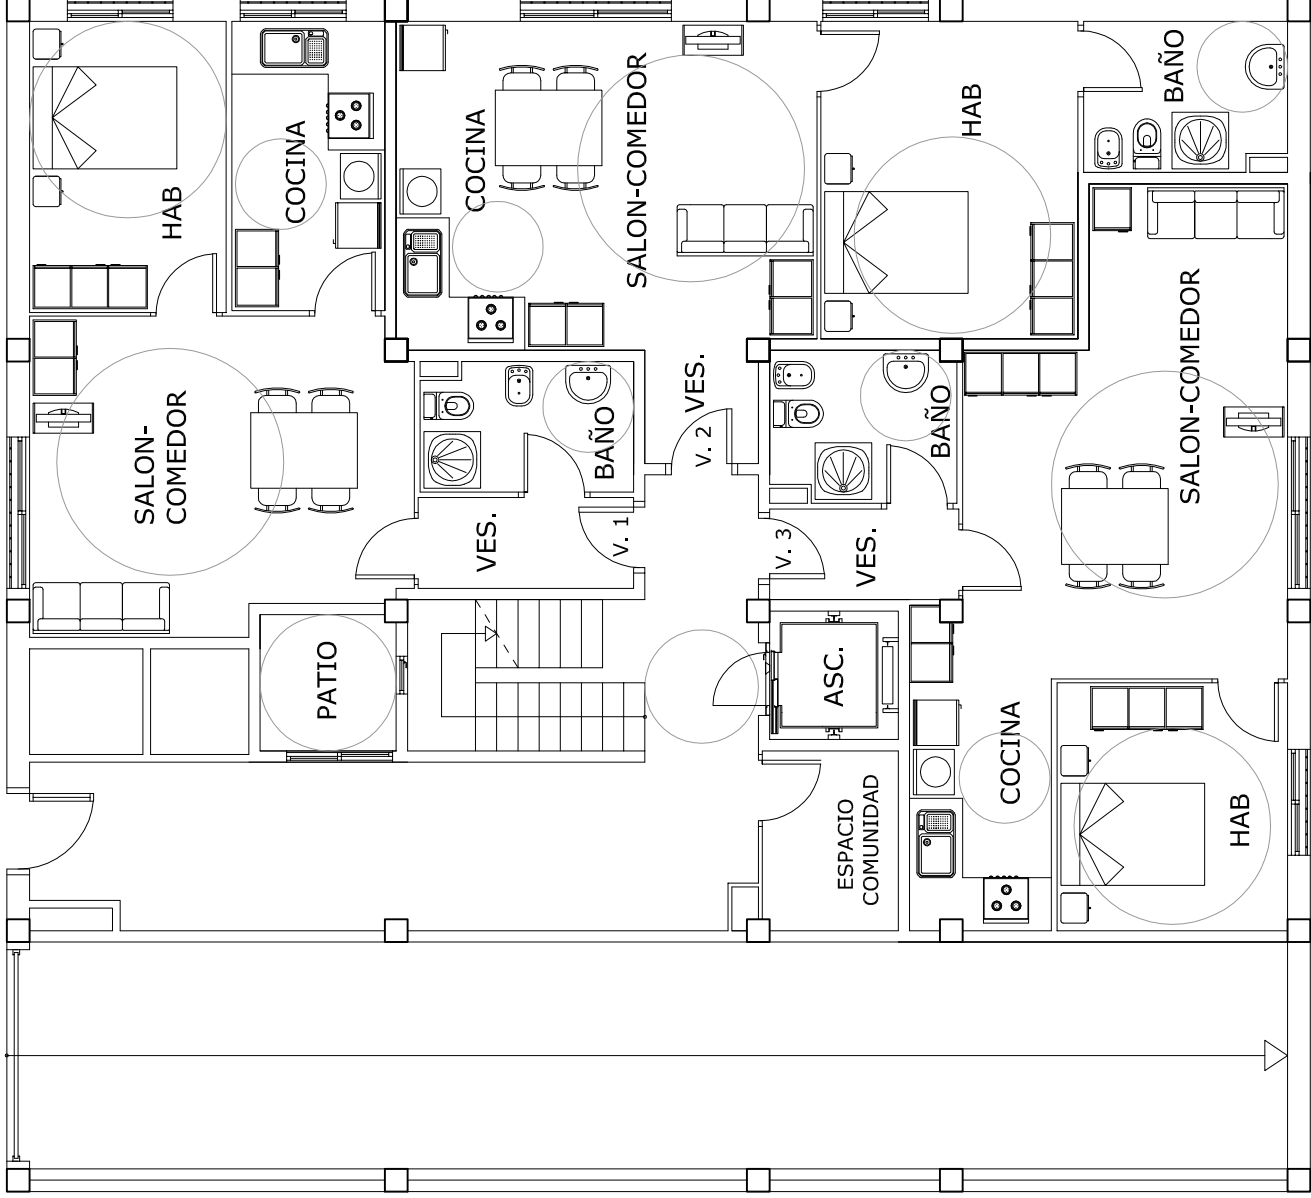 HAB
COCINA
COCINA
SALON-COMEDOR
HAB
BAÑO
SALON-
COMEDOR
BAÑO
VES.
V. 2
BAÑO
SALON-COMEDOR
VES.
V. 1
V. 3
VES.
PATIO
ASC.
COCINA
HAB
ESPACIO
COMUNIDAD